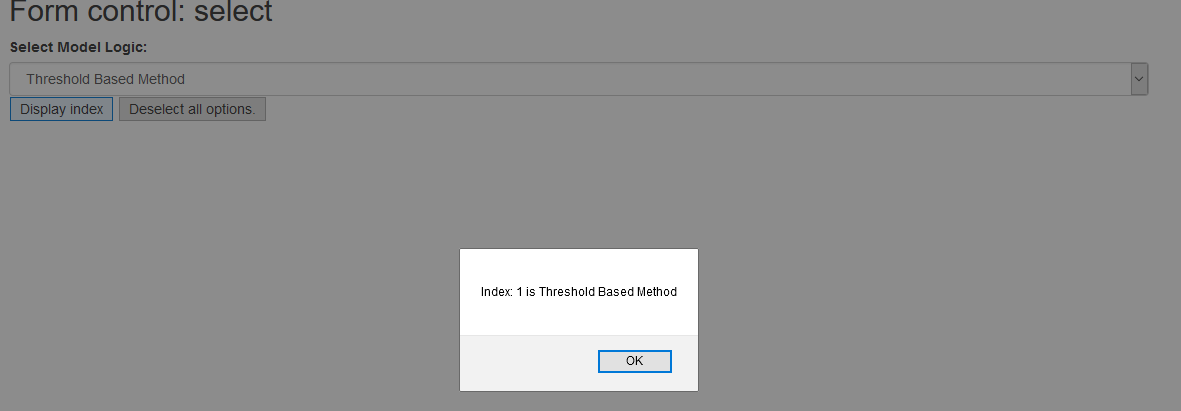 Form control: select
Select Model Logic:
Threshold Based Method
Display index Deselect all options.
Index: 1 is Threshold Based Method
OK